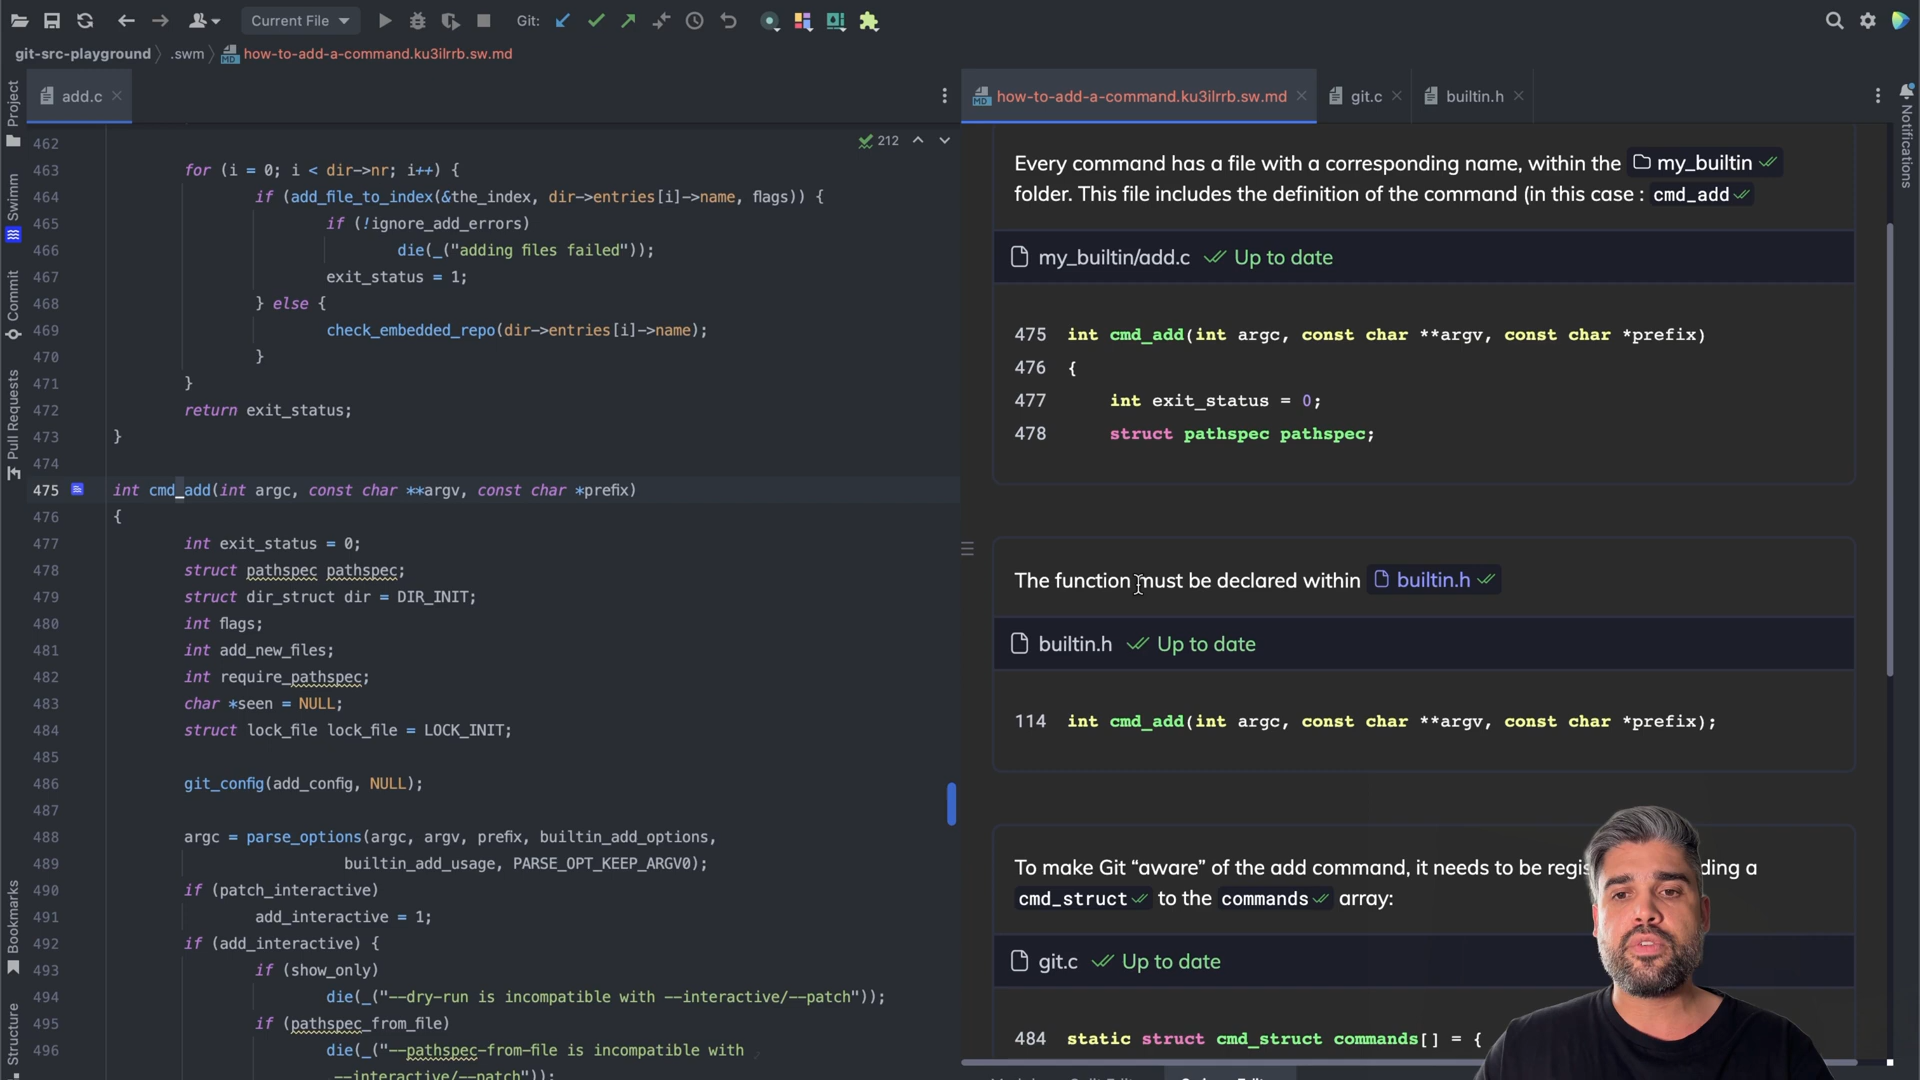 Current File
Git:
git-src-playground
.swm
how-to-add-a-command.ku3ilrrb.sw.md
Project
Swimm
Commit
Pull Requests
Bookmarks
Structure
add.c
212
462
463 for (i = 0; i < dir->nr; i++) {
464 if (add_file_to_index(&the_index, dir->entries[i]->name, flags)) {
465 if (!ignore_add_errors)
466 die(_("adding files failed"));
467 exit_status = 1;
468 } else {
469 check_embedded_repo(dir->entries[i]->name);
470 }
471 }
472 return exit_status;
473 }
474
475 int cmd_add(int argc, const char **argv, const char *prefix)
476 {
477 int exit_status = 0;
478 struct pathspec pathspec;
479 struct dir_struct dir = DIR_INIT;
480 int flags;
481 int add_new_files;
482 int require_pathspec;
483 char *seen = NULL;
484 struct lock_file lock_file = LOCK_INIT;
485
486 git_config(add_config, NULL);
487
488 argc = parse_options(argc, argv, prefix, builtin_add_options,
489 builtin_add_usage, PARSE_OPT_KEEP_ARGV0);
490 if (patch_interactive)
491 add_interactive = 1;
492 if (add_interactive) {
493 if (show_only)
494 die(_("--dry-run is incompatible with --interactive/--patch"));
495 if (pathspec_from_file)
496 die(_("--pathspec-from-file is incompatible with
--interactive/--patch"));
how-to-add-a-command.ku3ilrrb.sw.md
git.c
builtin.h
Notifications
Every command has a file with a corresponding name, within the my_builtin
folder. This file includes the definition of the command (in this case : cmd_add
my_builtin/add.c Up to date
475 int cmd_add(int argc, const char **argv, const char *prefix)
476 {
477 int exit_status = 0;
478 struct pathspec pathspec;
The function must be declared within builtin.h
builtin.h Up to date
114 int cmd_add(int argc, const char **argv, const char *prefix);
To make Git “aware” of the add command, it needs to be a
cmd_struct to the commands array:
git.c Up to date
484 static struct cmd_struct commands[] = {